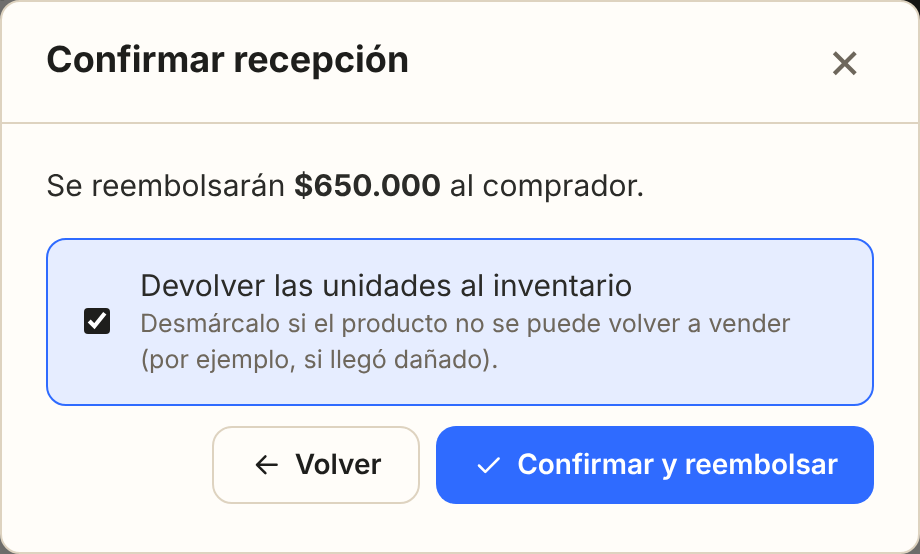 Confirmar recepción
Se reembolsarán $650.000 al comprador.
Devolver las unidades al inventario
Desmárcalo si el producto no se puede volver a vender
(por ejemplo, si llegó dañado).
Volver
Confirmar y reembolsar